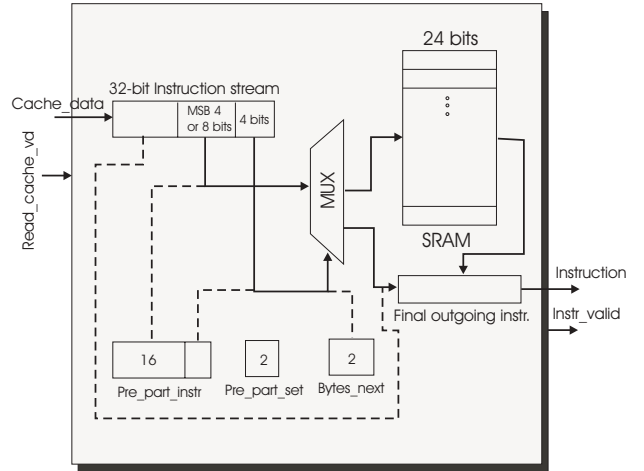 24 bits
32-bit Instruction stream
Cache_data
MSB 4
or 8 bits
4 bits
Read_cache_vd
MUX
SRAM
Instruction
Final outgoing instr.
Instr_valid
16
2
2
Pre_part_instr
Pre_part_set
Bytes_next